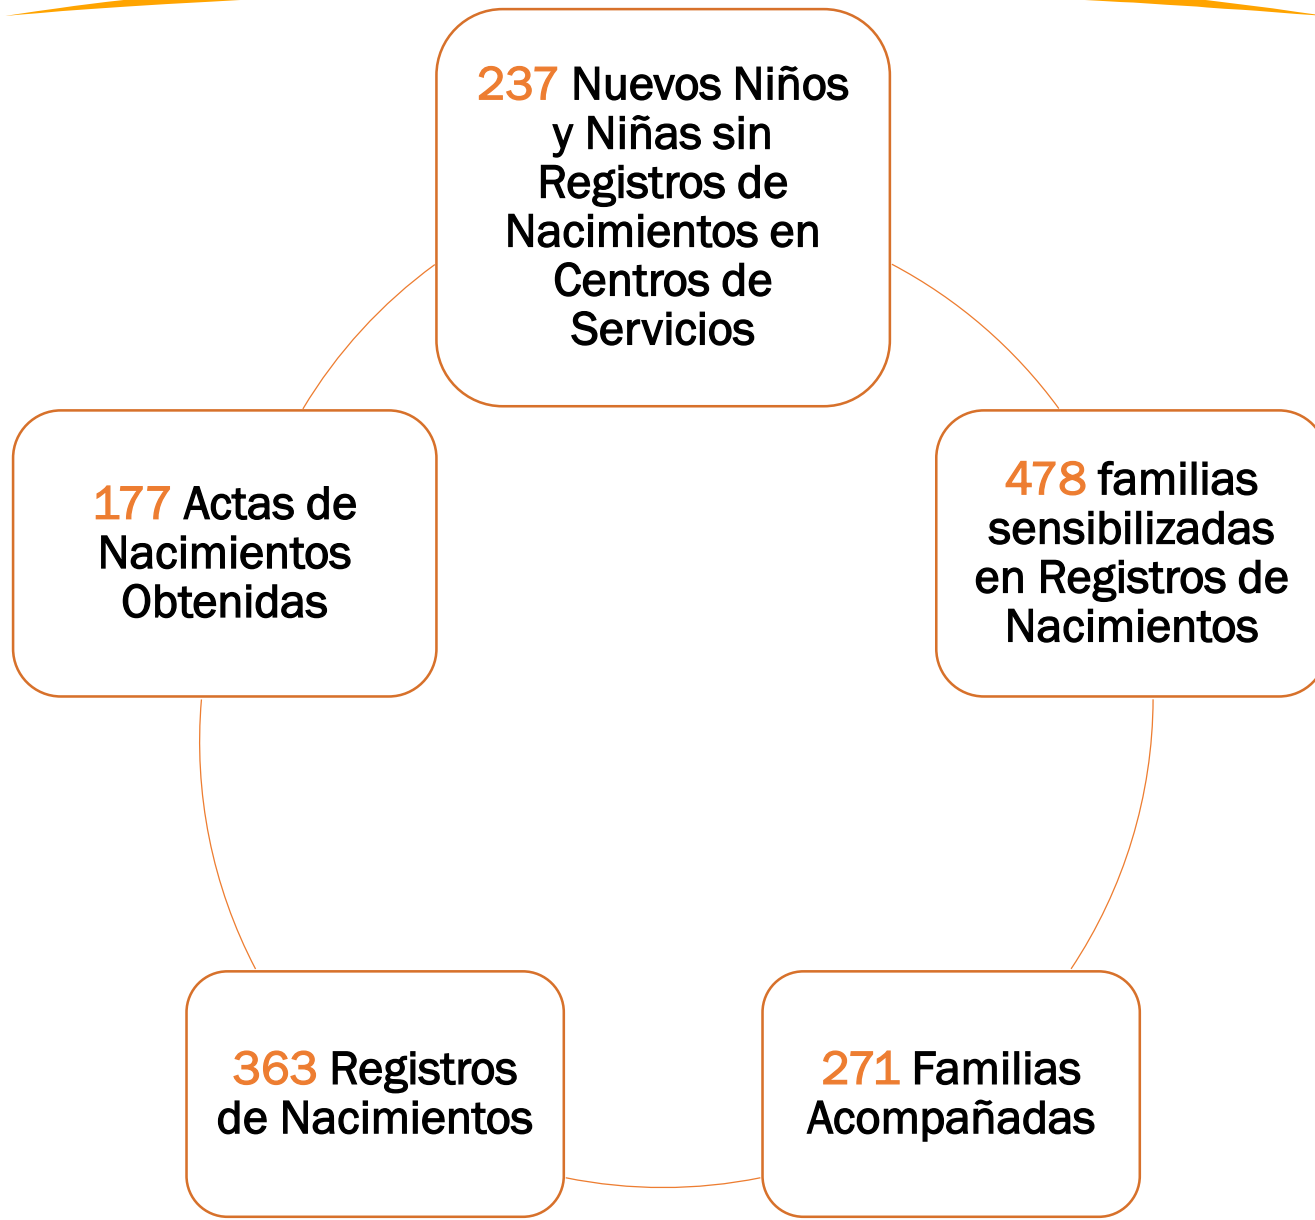 237 Nuevos Niños
y Niñas sin
Registros de
Nacimientos en
Centros de
Servicios
478 familias
sensibilizadas
en Registros de
Nacimientos
271 Familias
Acompañadas
363 Registros
de Nacimientos
177 Actas de
Nacimientos
Obtenidas